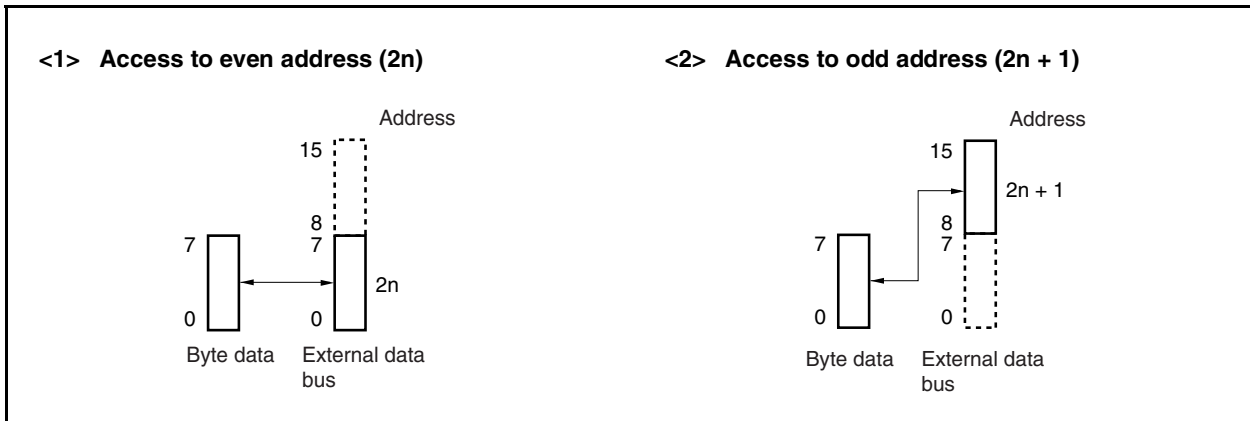 <1> Access to even address (2n)
Address
15
8
7
7
2n
0
0
Byte data
External data
bus
<2> Access to odd address (2n + 1)
Address
15
2n + 1
8
7
7
0
0
Byte data
External data
bus